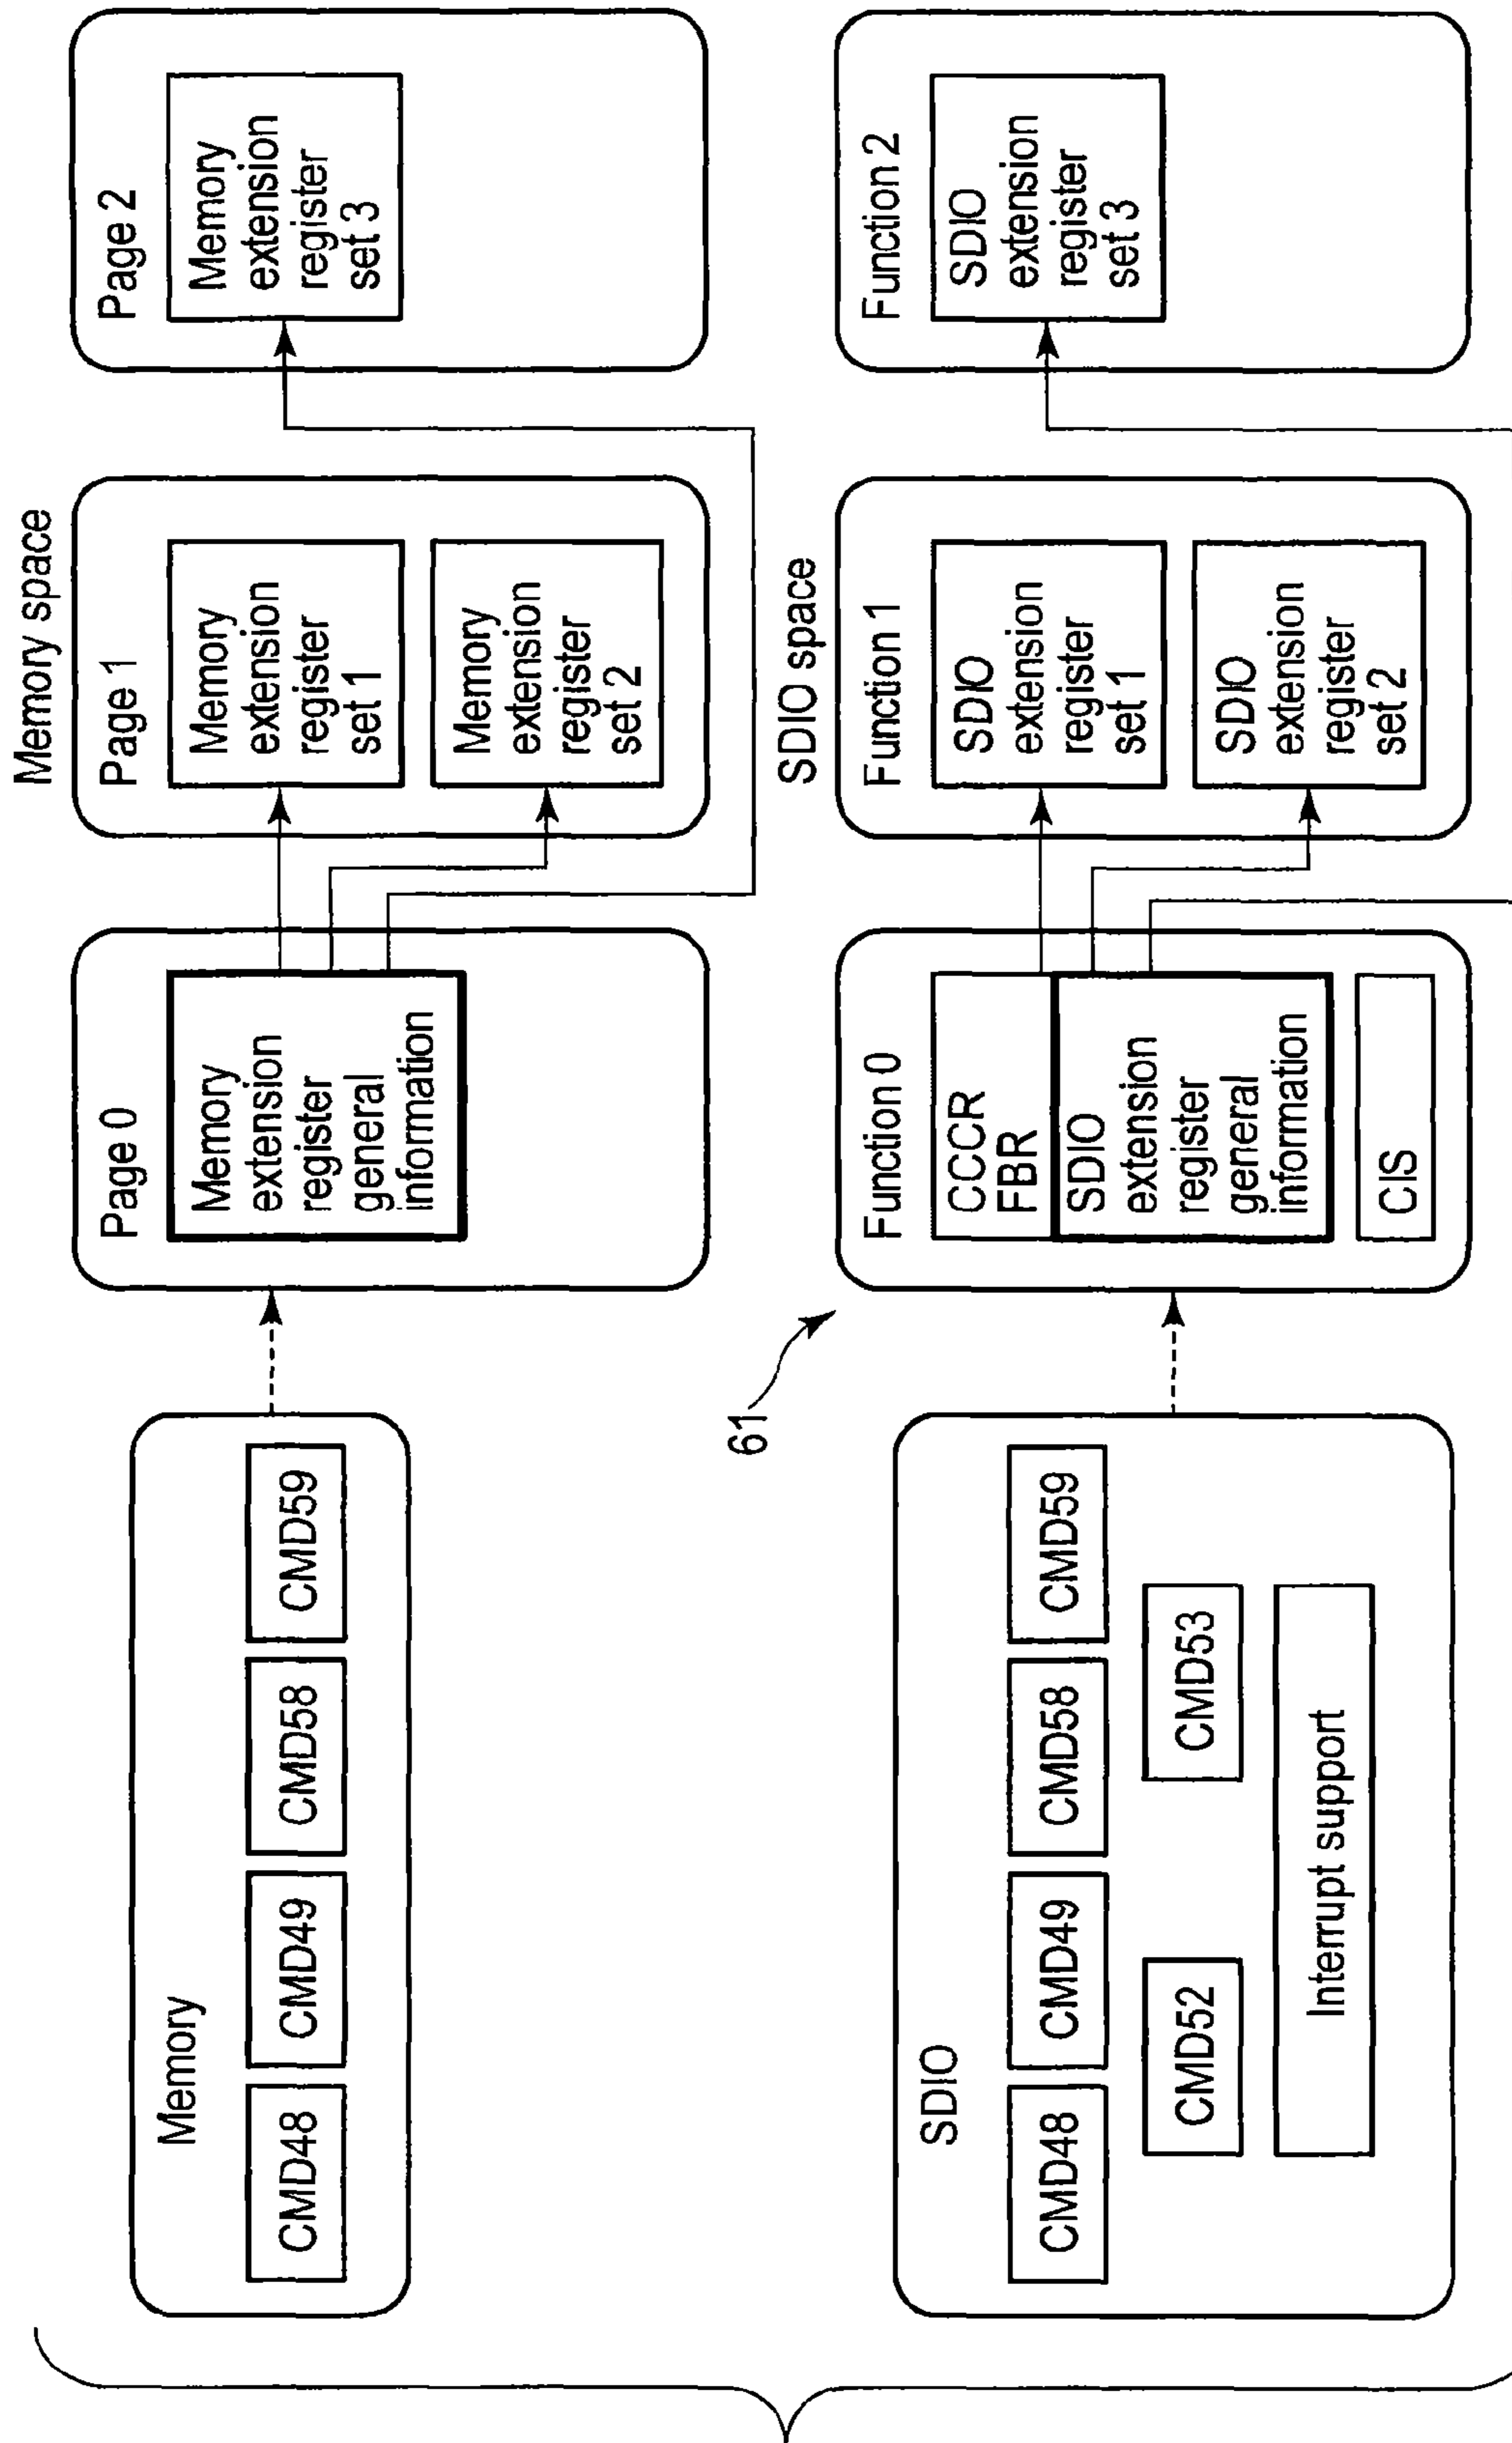 Memory
CMD48
CMD49
CMD58
CMD59
Memory space
Page 0
Memory
extension
register
general
information
Page 1
Memory
extension
register
set 1
Memory
extension
register
set 2
Page 2
Memory
extension
register
set 3
61
SDIO
CMD48
CMD49
CMD58
CMD59
CMD52
CMD53
Interrupt support
SDIO space
Function 0
CCCR
FBR
SDIO
extension
register
general
information
CIS
Function 1
SDIO
extension
register
set 1
SDIO
extension
register
set 2
Function 2
SDIO
extension
register
set 3